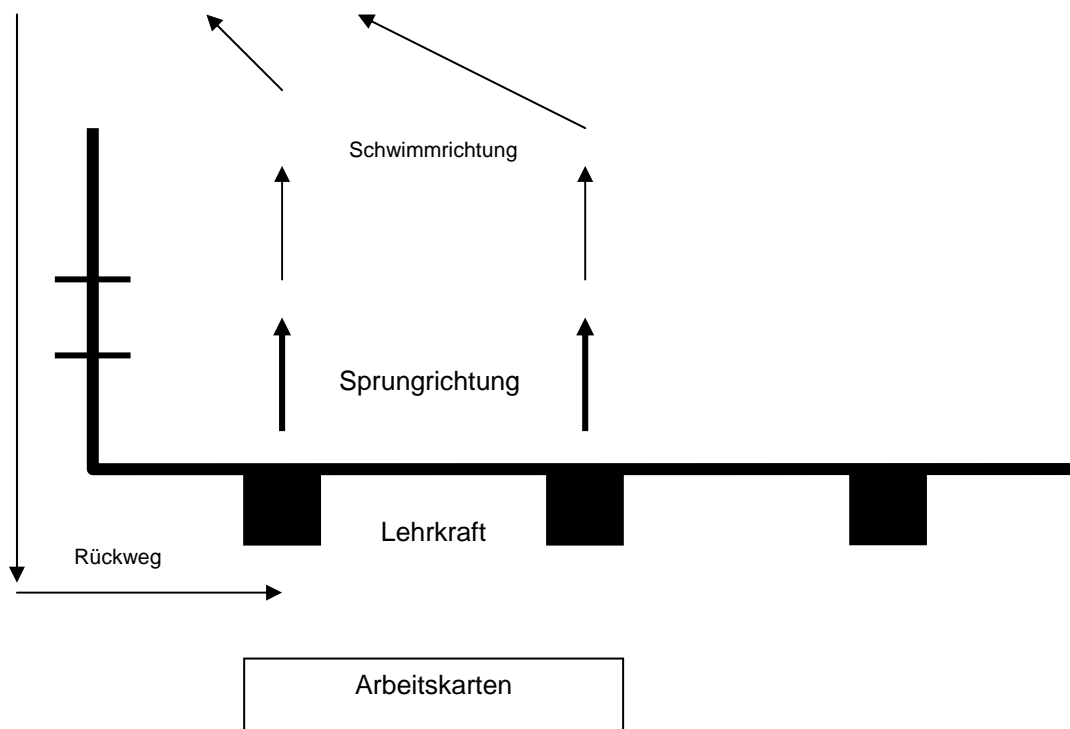 Schwimmrichtung
Sprungrichtung
Lehrkraft
Rückweg
Arbeitskarten